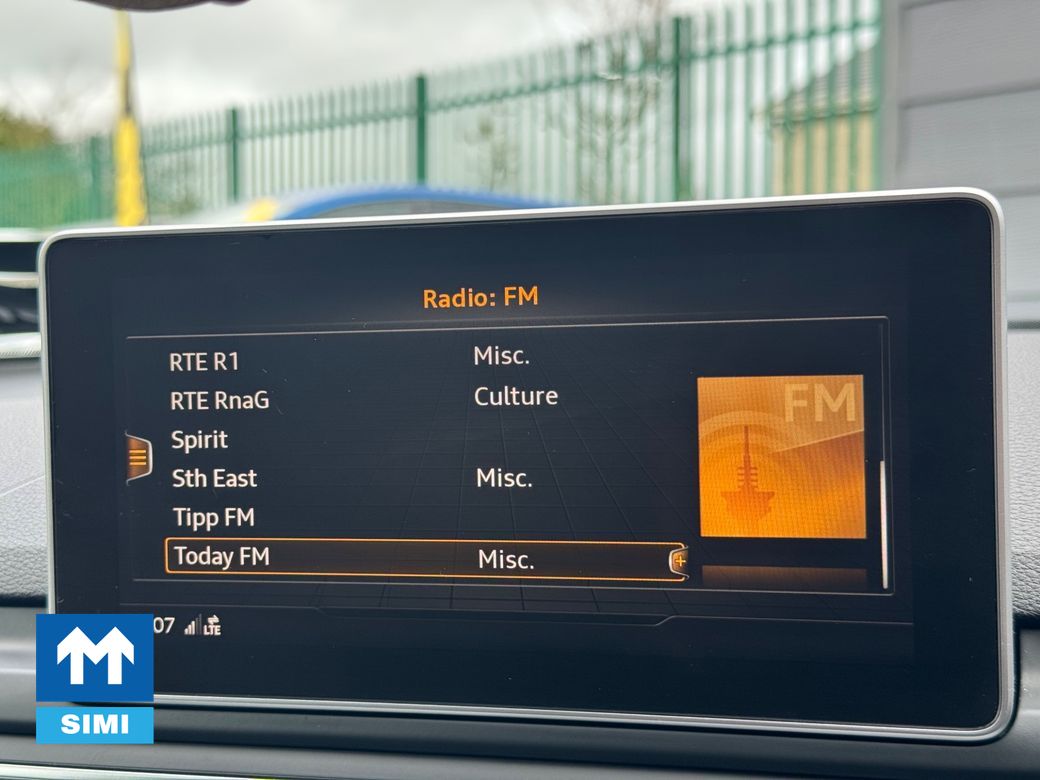 Radio: FM
RTE R1 Misc.
RTE RnaG Culture
FM
Spirit
Sth East Misc.
Tipp FM
Today FM Misc.
07 LTE
SIMI